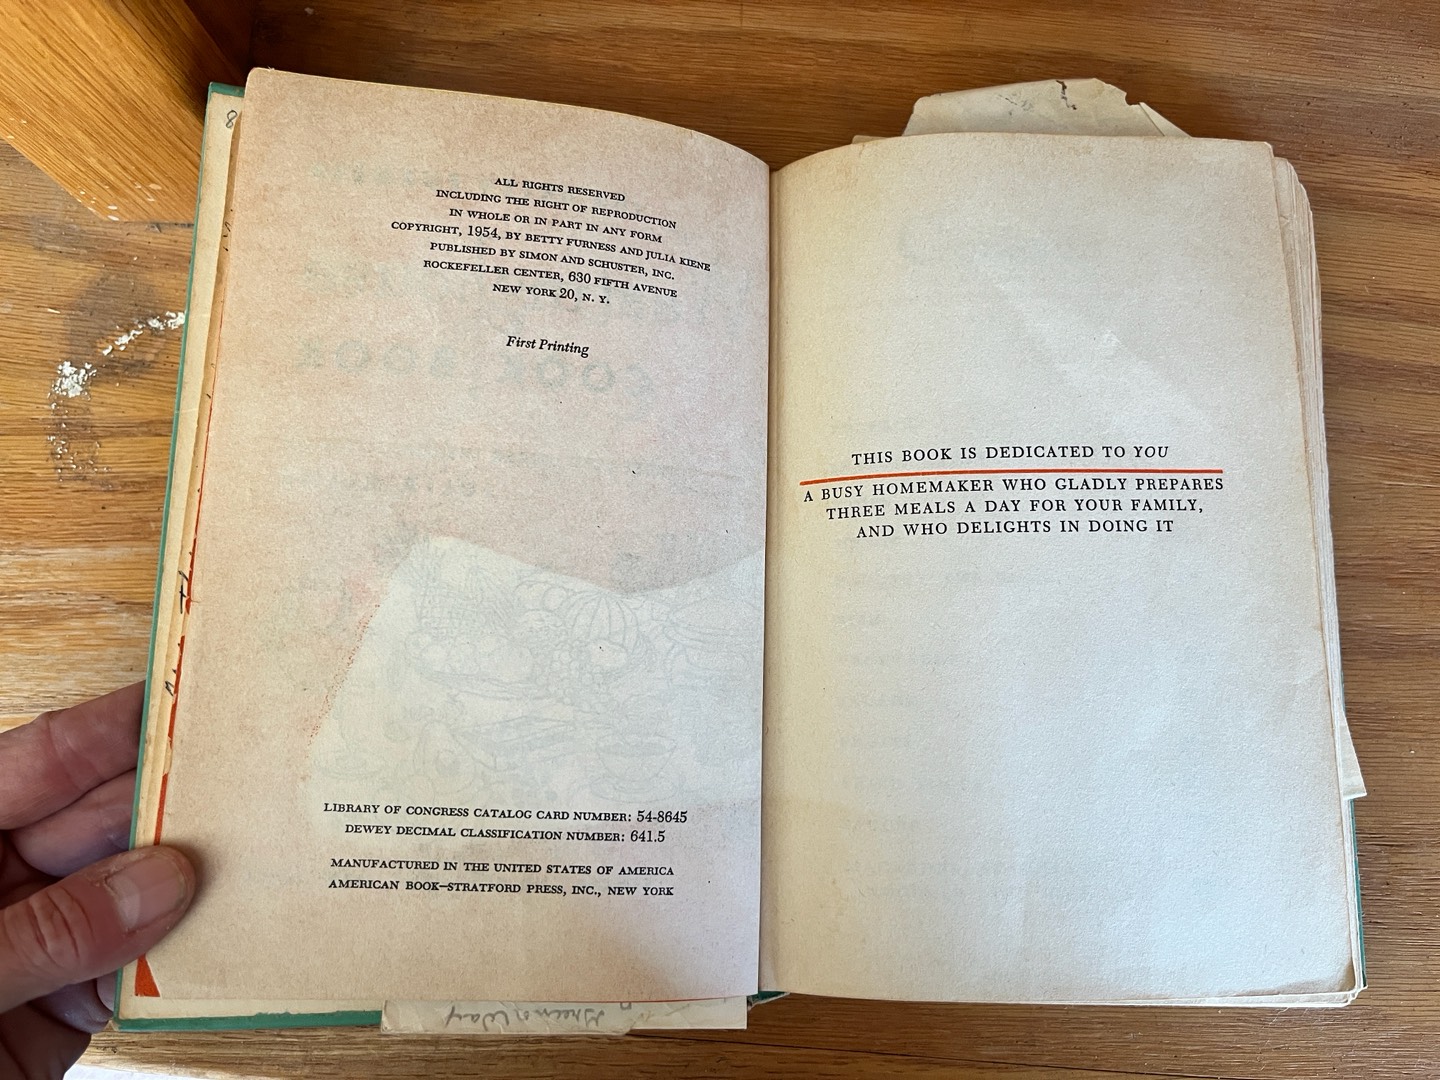 ALL RIGHTS RESERVED
INCLUDING THE RIGHT OF REPRODUCTION
IN WHOLE OR IN PART IN ANY FORM
COPYRIGHT, 1954, BY BETTY FURNESS AND JULIA KIENE
PUBLISHED BY SIMON AND SCHUSTER, INC.
ROCKEFELLER CENTER, 630 FIFTH AVENUE
NEW YORK 20, N. Y.
First Printing
LIBRARY OF CONGRESS CATALOG CARD NUMBER: 54-8645
DEWEY DECIMAL CLASSIFICATION NUMBER: 641.5
MANUFACTURED IN THE UNITED STATES OF AMERICA
AMERICAN BOOK—STRATFORD PRESS, INC., NEW YORK
THIS BOOK IS DEDICATED TO YOU
A BUSY HOMEMAKER WHO GLADLY PREPARES
THREE MEALS A DAY FOR YOUR FAMILY,
AND WHO DELIGHTS IN DOING IT